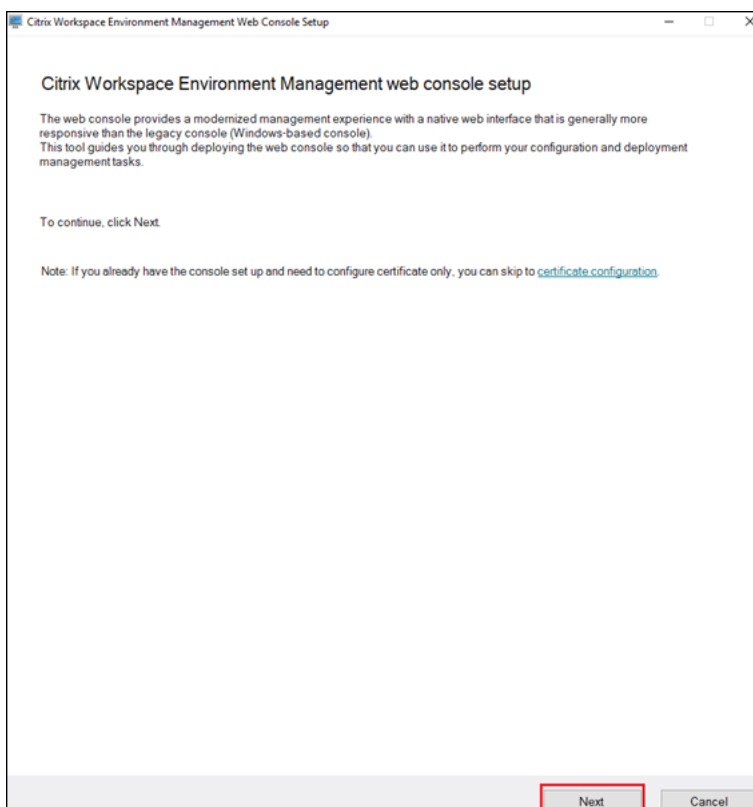 Citrix Workspace Environment Management Web Console Setup
Citrix Workspace Environment Management web console setup
The web console provides a modernized management experience with a native web interface that is generally more
responsive than the legacy console (Windows-based console).
This tool guides you through deploying the web console so that you can use it to perform your configuration and deployment
management tasks.
To continue, click Next.
Note: If you already have the console set up and need to configure certificate only, you can skip to certificate configuration.
Next
Cancel